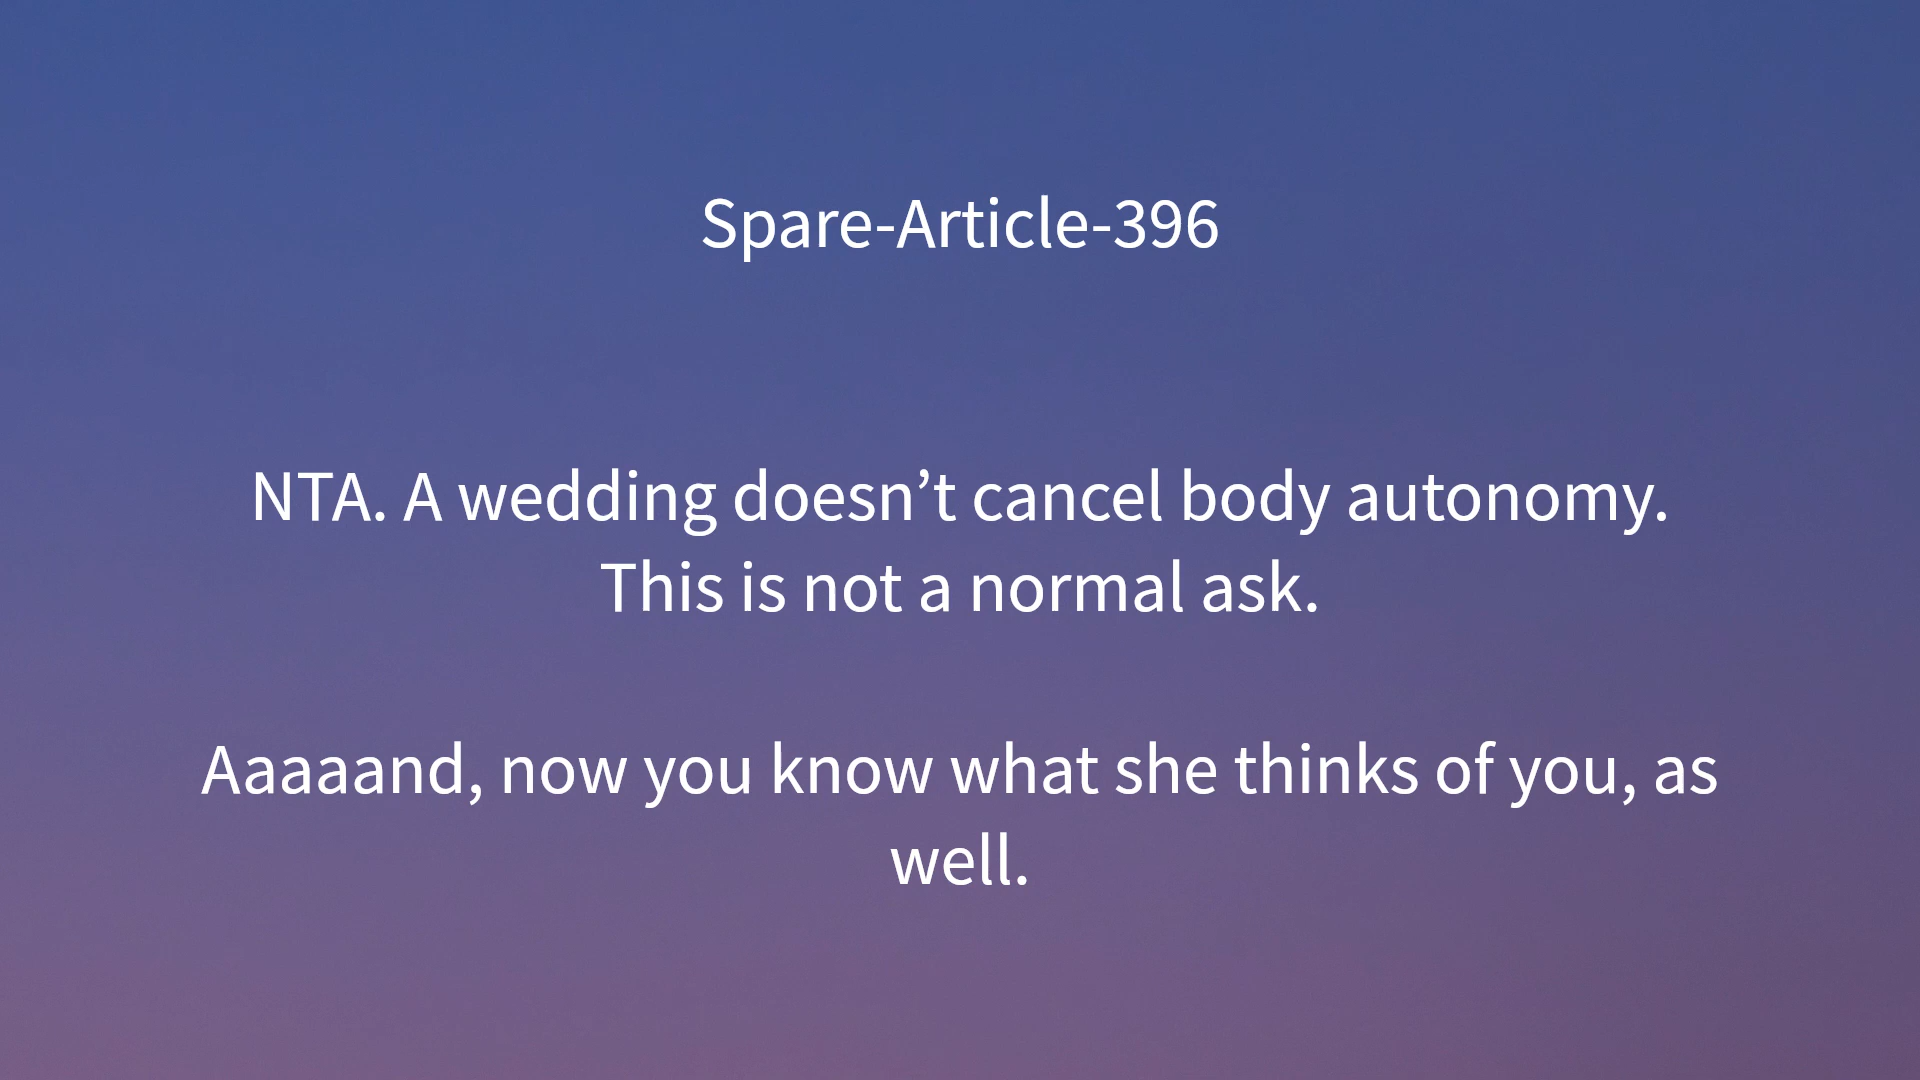 Spare-Article-396
NTA. A wedding doesn’t cancel body autonomy.
This is not a normal ask.
Aaaaand, now you know what she thinks of you, as
well.